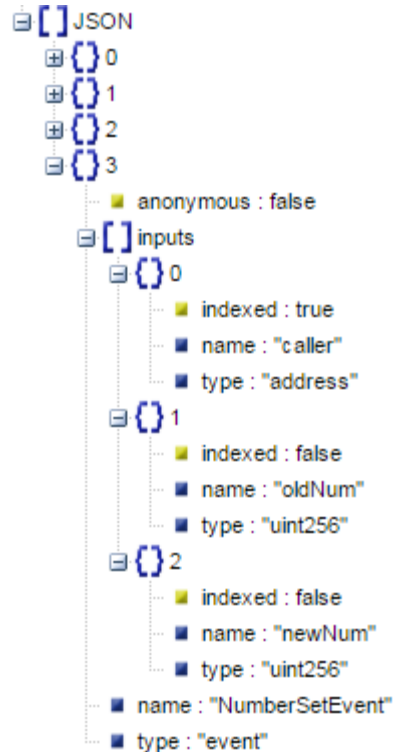 JSON
0
1
2
3
anonymous : false
inputs
0
indexed : true
name : "caller"
type : "address"
1
indexed : false
name : "oldNum"
type : "uint256"
2
indexed : false
name : "newNum"
type : "uint256"
name : "NumberSetEvent"
type : "event"